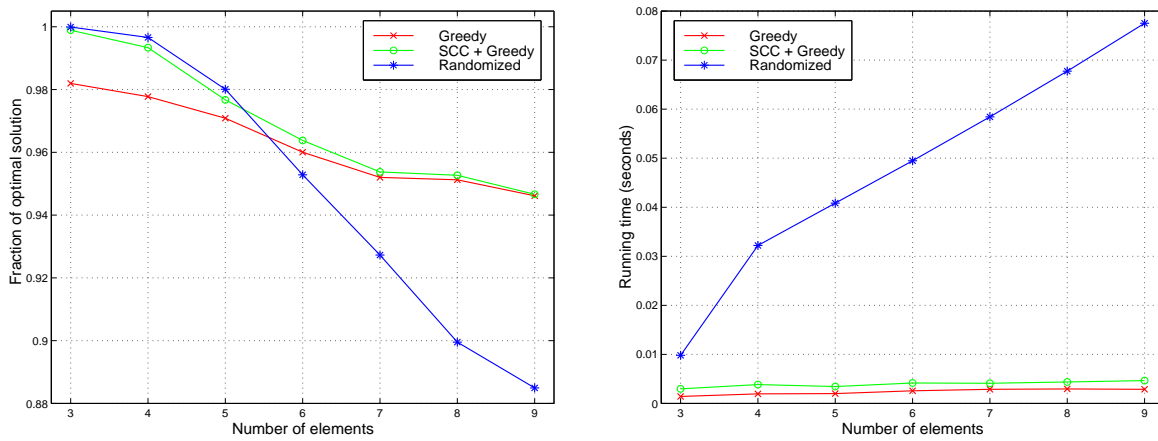 1
0.98
0.96
0.94
0.92
0.9
0.88
Fraction of optimal solution
Greedy
SCC + Greedy
Randomized
3 4 5 6 7 8 9
Number of elements
0.08
0.07
0.06
0.05
0.04
0.03
0.02
0.01
0
Running time (seconds)
Greedy
SCC + Greedy
Randomized
3 4 5 6 7 8 9
Number of elements